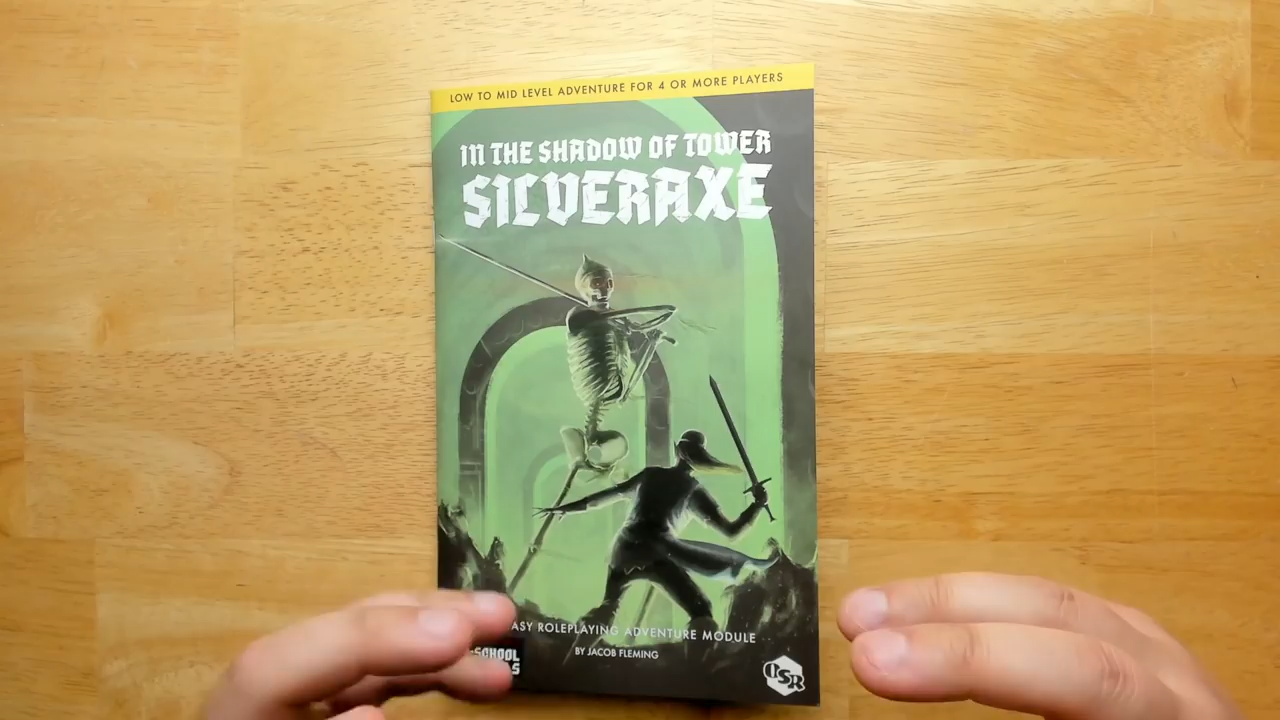 LOW TO MID LEVEL ADVENTURE FOR 4 OR MORE PLAYERS
IN THE SHADOW OF TOWER
SILVERAXE
ROLEPLAYING ADVENTURE MODULE
BY JACOB FLEMING
SCHOOL
OSR